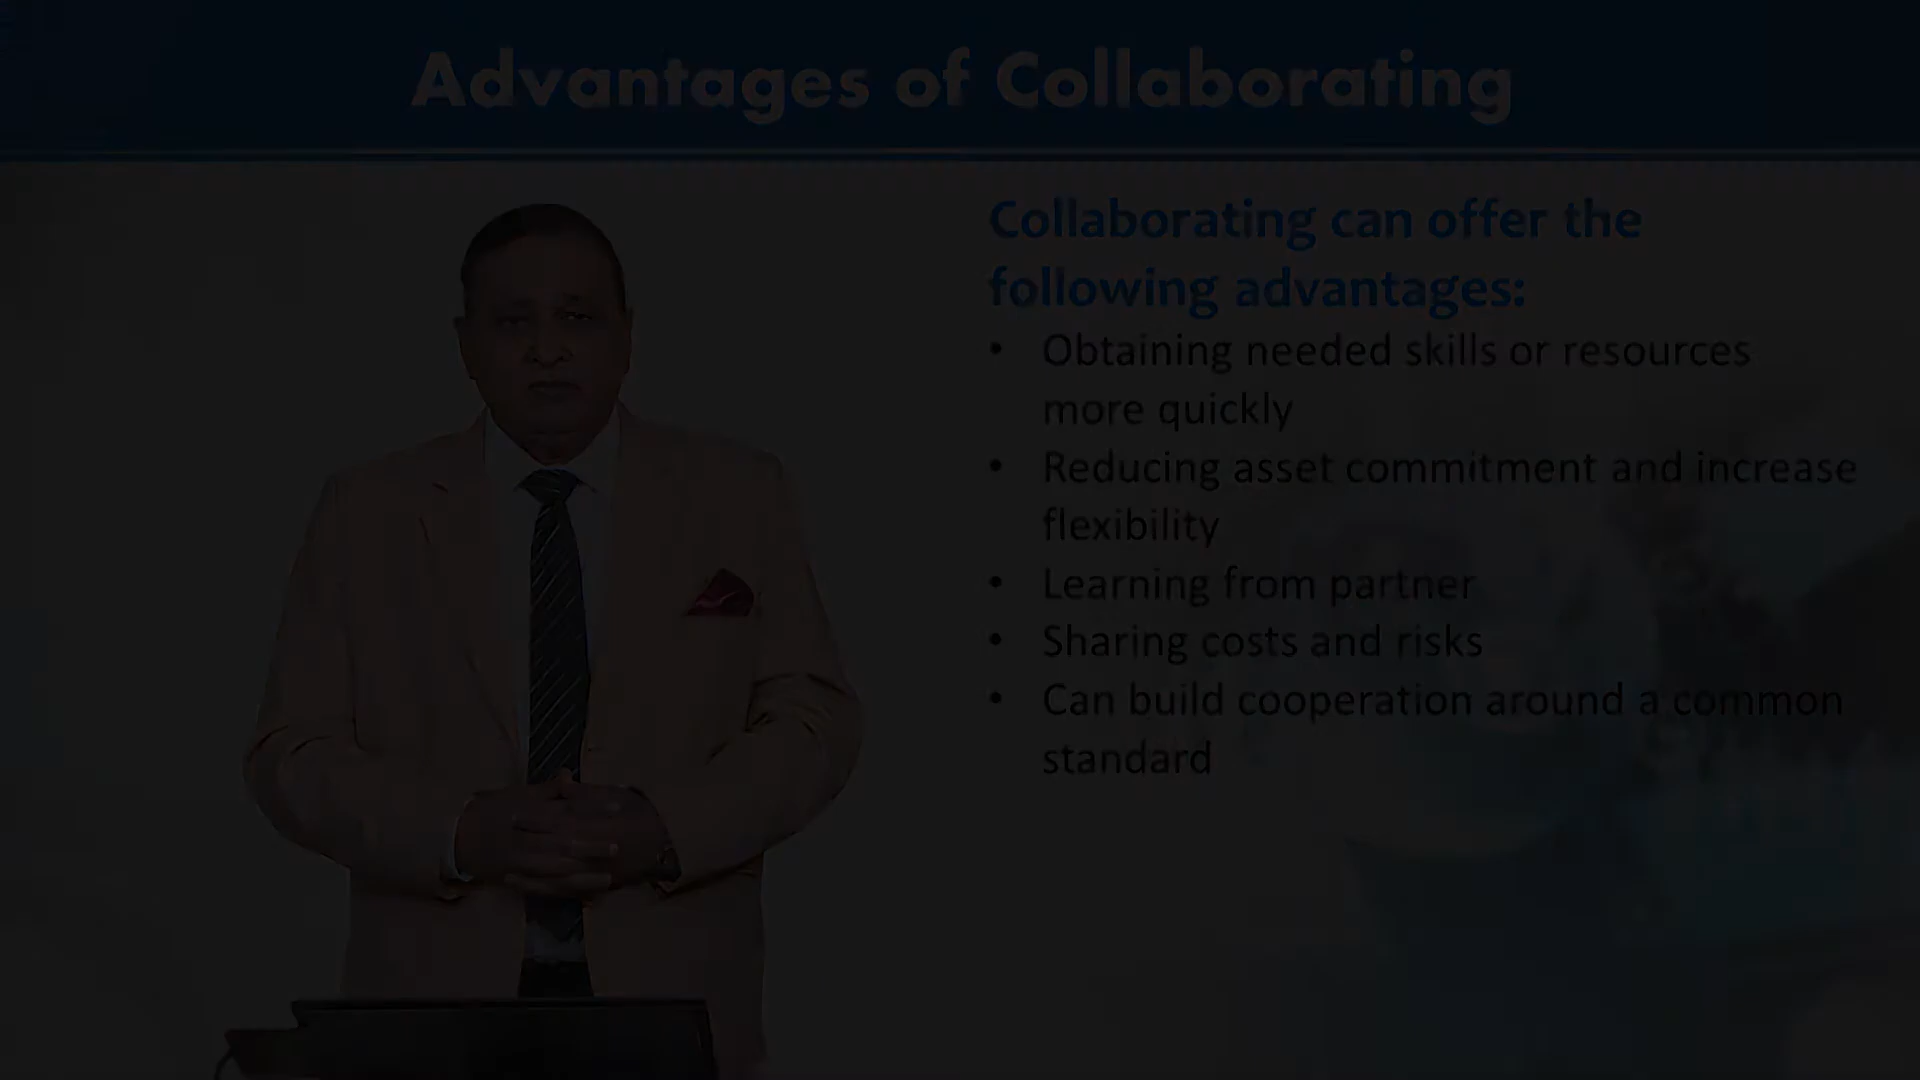 Advantages of Collaborating
Collaborating can offer the
following advantages:
• Obtaining needed skills or resources
more quickly
• Reducing asset commitment and increase
flexibility
• Learning from partner
• Sharing costs and risks
• Can build cooperation around a common
standard